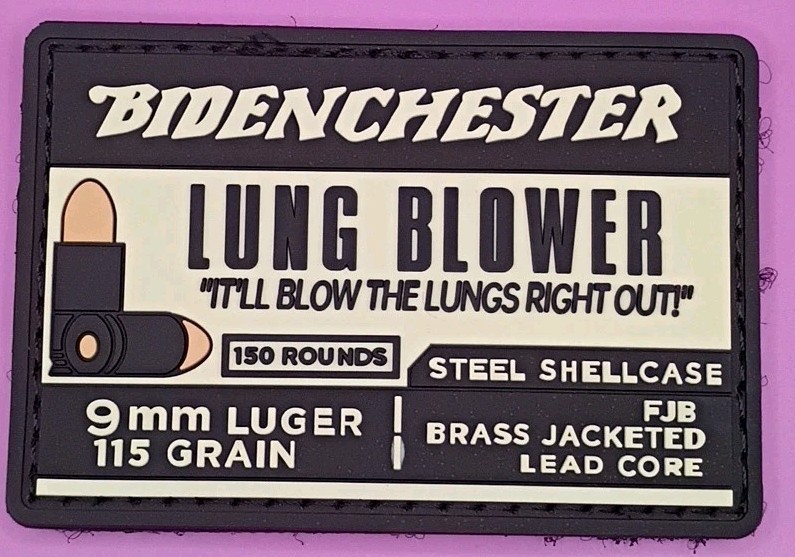 BIDENCHESTER
LUNG BLOWER
"IT'LL BLOW THE LUNGS RIGHT OUT!"
150 ROUNDS
STEEL SHELLCASE
9mm LUGER
115 GRAIN
FJB
BRASS JACKETED
LEAD CORE